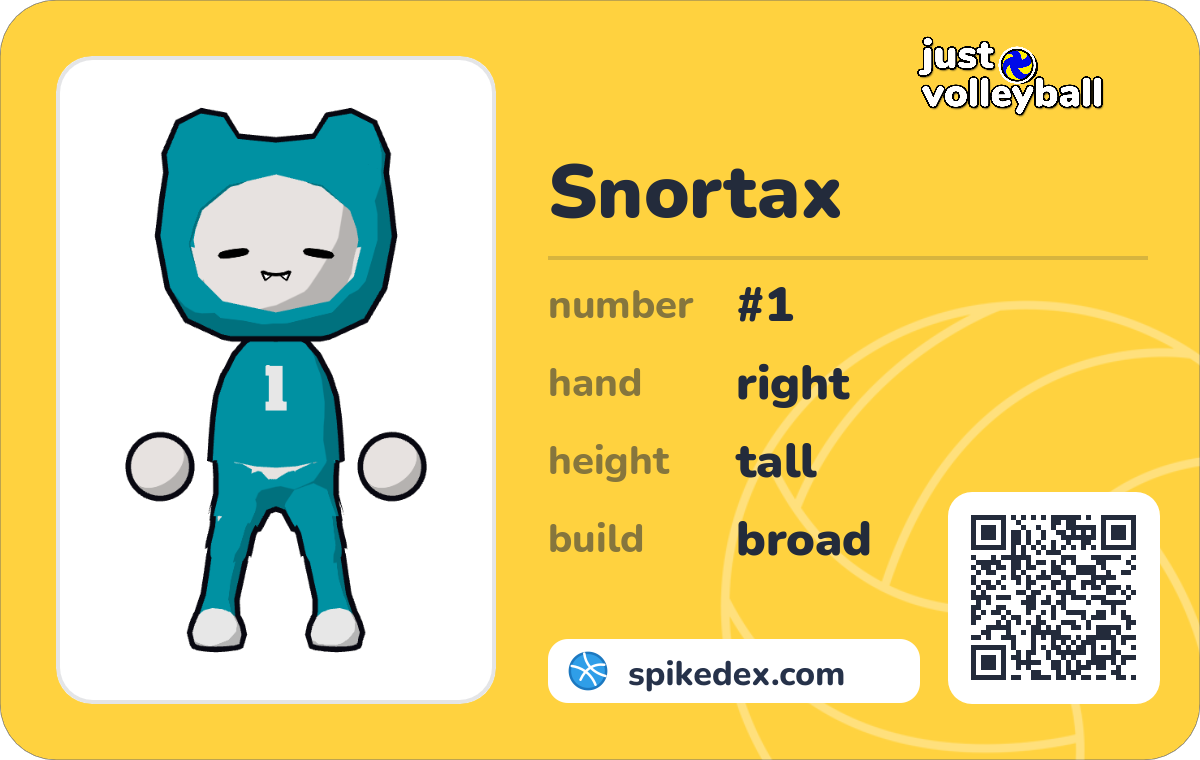 just
volleyball
Snortax
number #1
hand right
height tall
build broad
1
spikedex.com